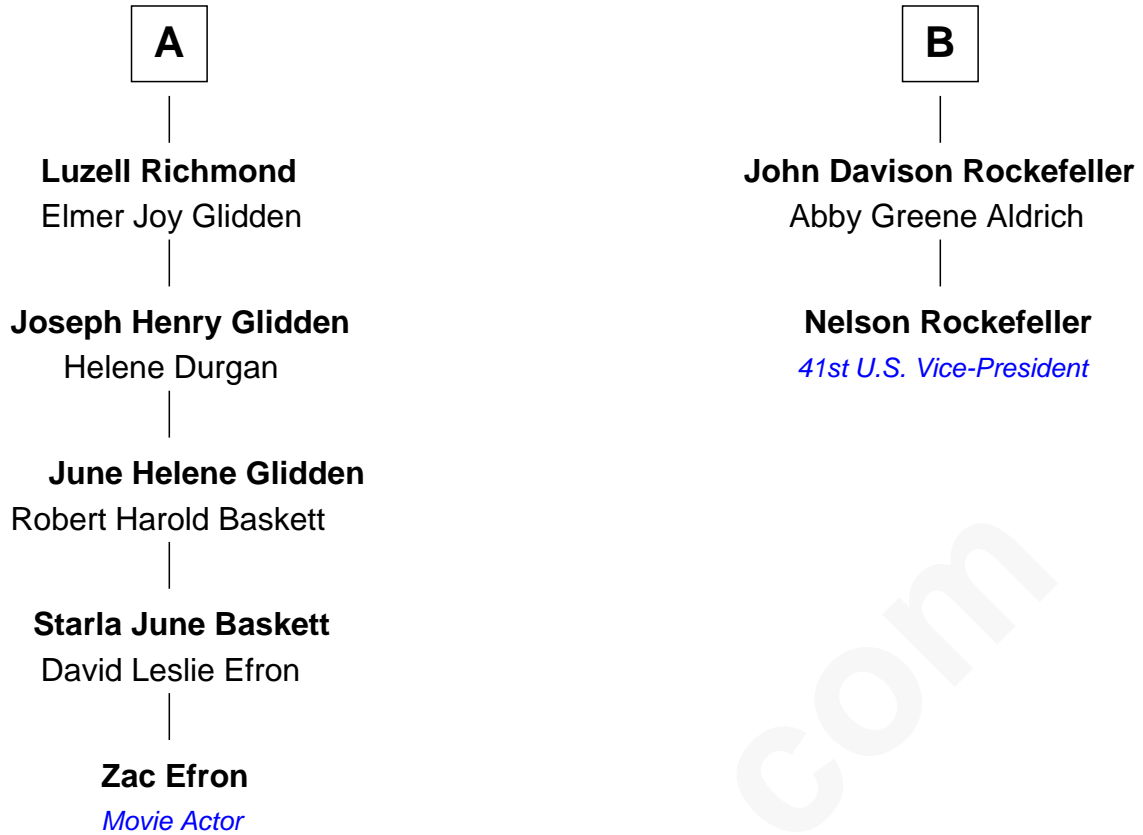 A
Luzell Richmond
Elmer Joy Glidden
Joseph Henry Glidden
Helene Durgan
June Helene Glidden
Robert Harold Baskett
Starla June Baskett
David Leslie Efron
Zac Efron
Movie Actor
B
John Davison Rockefeller
Abby Greene Aldrich
Nelson Rockefeller
41st U.S. Vice-President
com